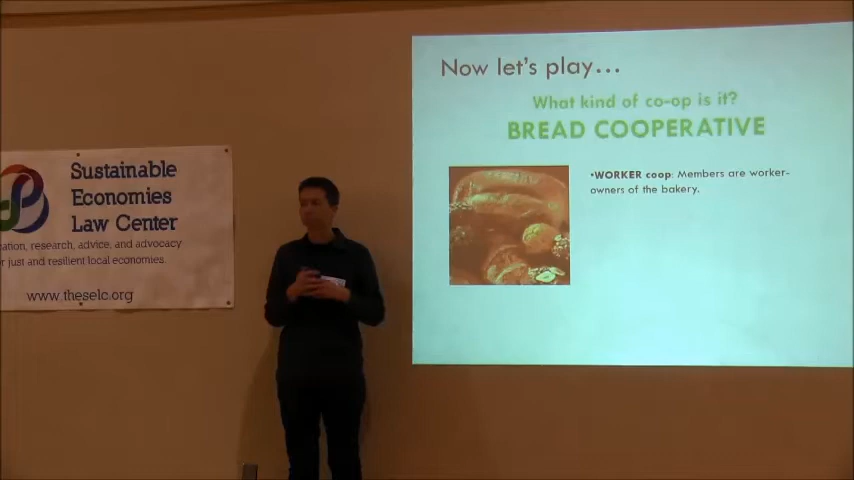 Sustainable
Economies
Law Center
research, advice, and advocacy
just and resilient local economies.
www.theselc.org
Now let's play...
What kind of co-op is it?
BREAD COOPERATIVE
•WORKER coop: Members are worker-
owners of the bakery.